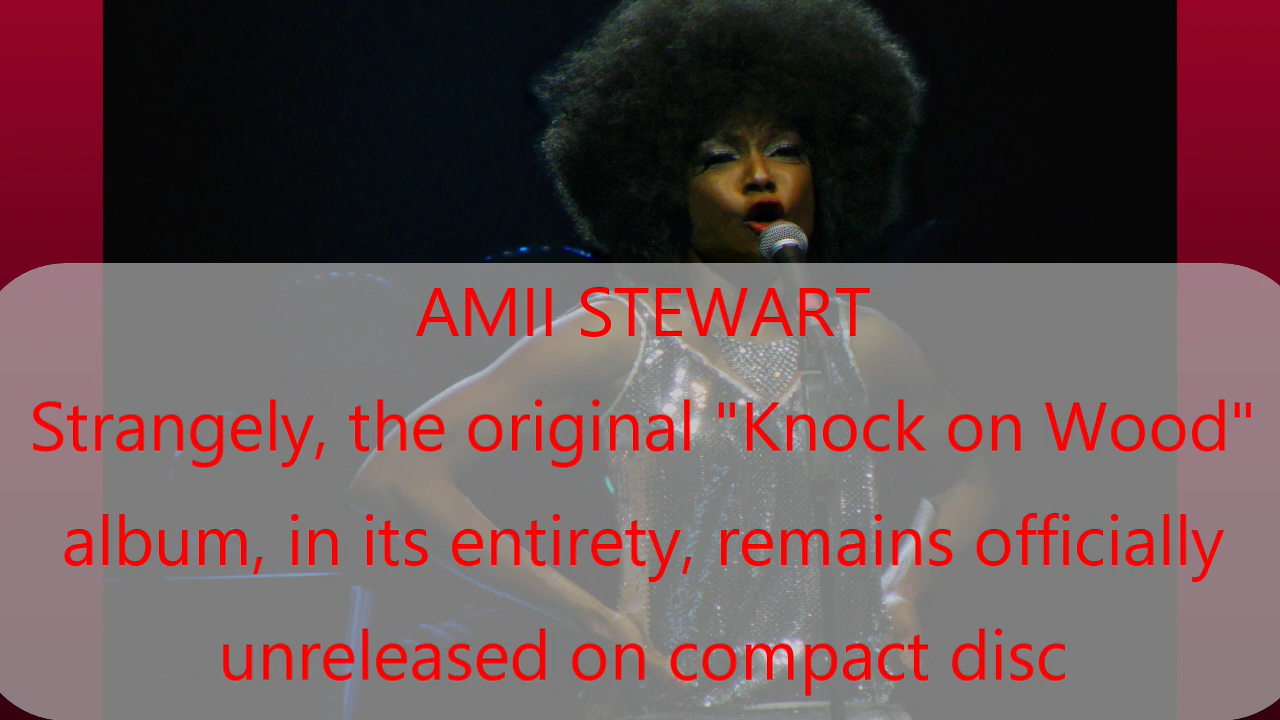 AMII STEWART
Strangely, the original "Knock on Wood"
album, in its entirety, remains officially
unreleased on compact disc